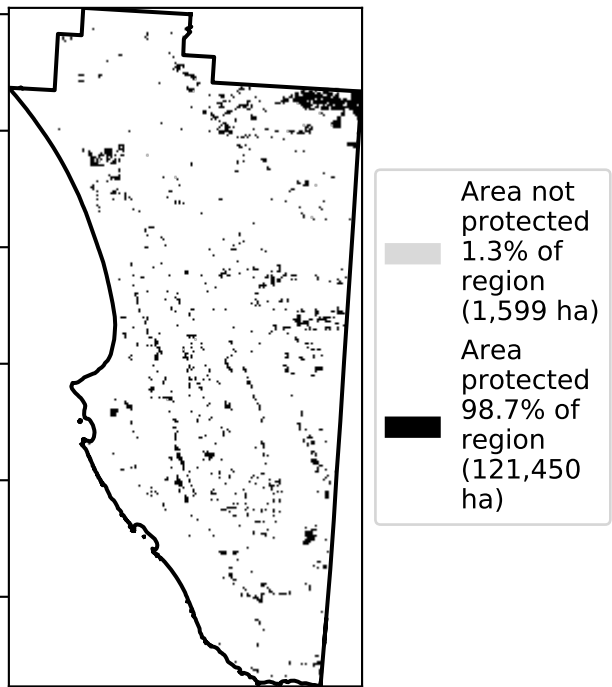 Area not
protected
1.3% of
region
(1,599 ha)
Area
protected
98.7% of
region
(121,450
ha)